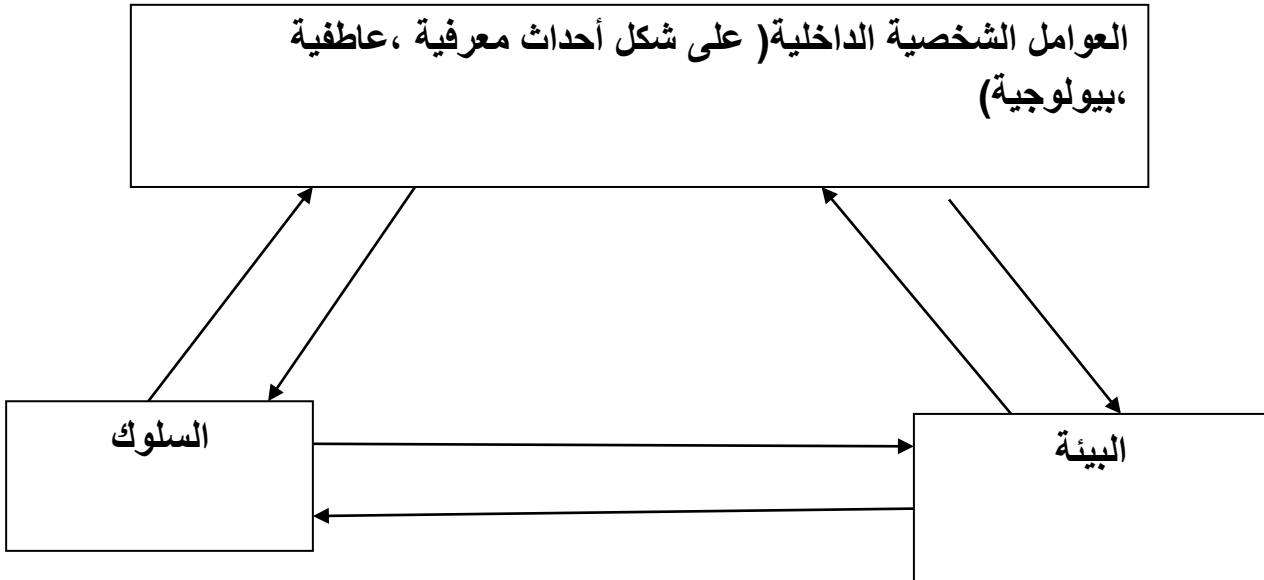 العوامل الشخصية الداخلية( على شكل أحداث معرفية ،عاطفية
،بيولوجية)
السلوك
البيئة